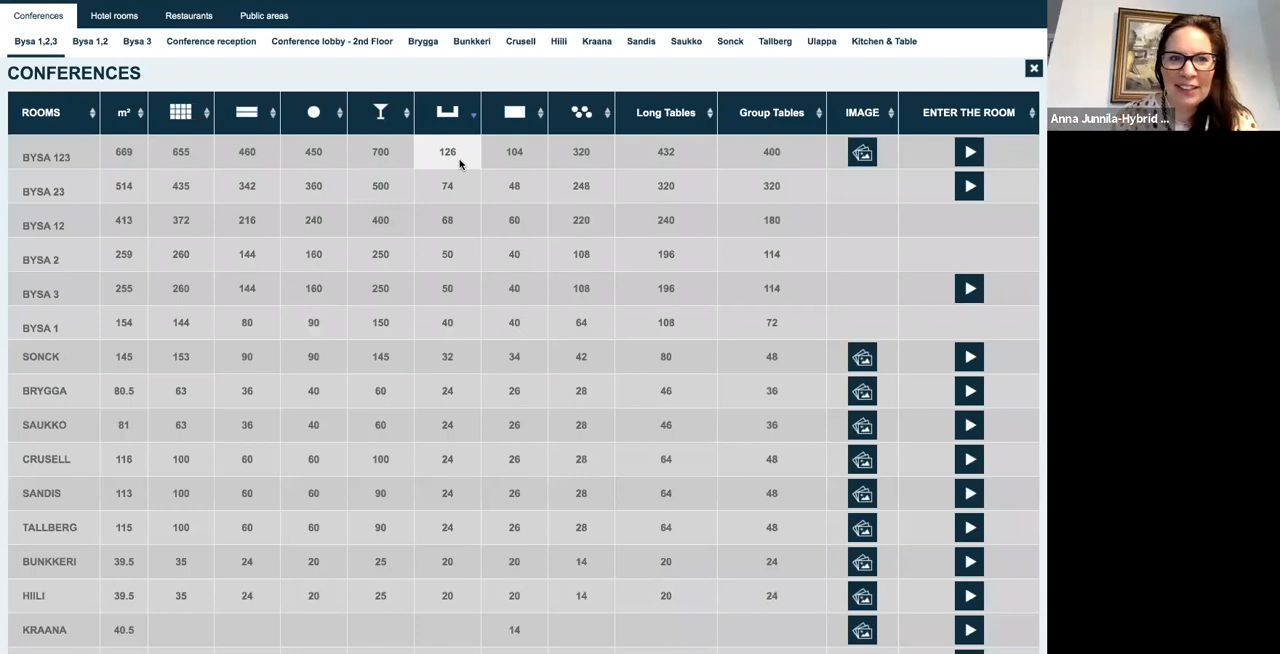 Conferences Hotel rooms Restaurants Public areas
Bysa 1,2,3 Bysa 1,2 Bysa 3 Conference reception Conference lobby - 2nd Floor Brygga Bunkkeri Crusell Hiili Kraana Sandis Saukko Sonck Tallberg Ulappa Kitchen & Table
CONFERENCES
ROOMS m² Long Tables Group Tables IMAGE ENTER THE ROOM
Anna Junnila-Hybrid ...
BYSA 123 669 655 460 450 700 126 104 320 432 400
BYSA 23 514 435 342 360 500 74 48 248 320 320
BYSA 12 413 372 216 240 400 68 60 220 240 180
BYSA 2 259 260 144 160 250 50 40 108 196 114
BYSA 3 255 260 144 160 250 50 40 108 196 114
BYSA 1 154 144 80 90 150 40 40 64 108 72
SONCK 145 153 90 90 145 32 34 42 80 48
BRYGGA 80.5 63 36 40 60 24 26 28 46 36
SAUKKO 81 63 36 40 60 24 26 28 46 36
CRUSELL 116 100 60 60 100 24 26 28 64 48
SANDIS 113 100 60 60 90 24 26 28 64 48
TALLBERG 115 100 60 60 90 24 26 28 64 48
BUNKKERI 39.5 35 24 20 25 20 20 14 20 24
HIILI 39.5 35 24 20 25 20 20 14 20 24
KRAANA 40.5 14